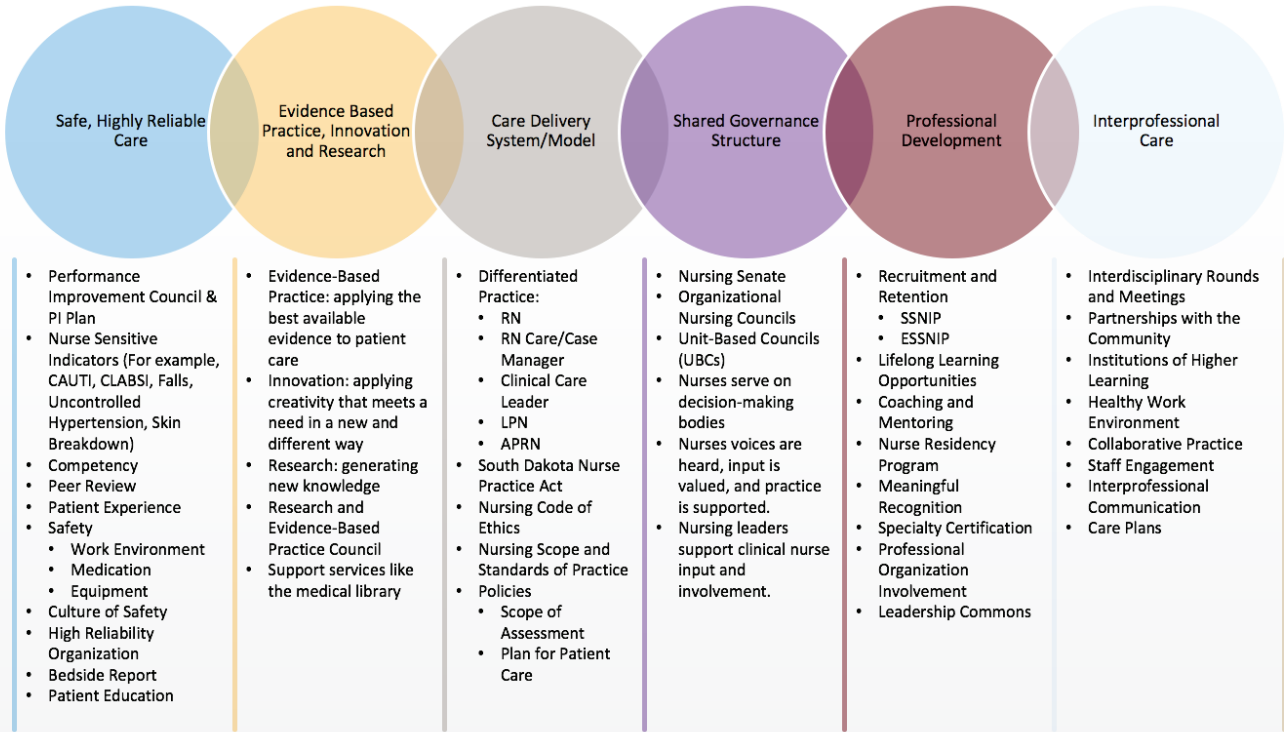 Safe, Highly Reliable
Care
Evidence Based
Practice, Innovation
and Research
Care Delivery
System/Model
Shared Governance
Structure
Professional
Development
Interprofessional
Care
• Performance
Improvement Council &
PI Plan
• Nurse Sensitive
Indicators (For example,
CAUTI, CLABSI, Falls,
Uncontrolled
Hypertension, Skin
Breakdown)
• Competency
• Peer Review
• Patient Experience
• Safety
• Work Environment
• Medication
• Equipment
• Culture of Safety
• High Reliability
Organization
• Bedside Report
• Patient Education
• Evidence-Based
Practice: applying the
best available
evidence to patient
care
• Innovation: applying
creativity that meets a
need in a new and
different way
• Research: generating
new knowledge
• Research and
Evidence-Based
Practice Council
• Support services like
the medical library
• Differentiated
Practice:
• RN
• RN Care/Case
Manager
• Clinical Care
Leader
• LPN
• APRN
• South Dakota Nurse
Practice Act
• Nursing Code of
Ethics
• Nursing Scope and
Standards of Practice
• Policies
• Scope of
Assessment
• Plan for Patient
Care
• Nursing Senate
• Organizational
Nursing Councils
• Unit-Based Councils
(UBCs)
• Nurses serve on
decision-making
bodies
• Nurses voices are
heard, input is
valued, and practice
is supported.
• Nursing leaders
support clinical nurse
input and
involvement.
• Recruitment and
Retention
• SSNIP
• ESSNIP
• Lifelong Learning
Opportunities
• Coaching and
Mentoring
• Nurse Residency
Program
• Meaningful
Recognition
• Specialty Certification
• Professional
Organization
Involvement
• Leadership Commons
• Interdisciplinary Rounds
and Meetings
• Partnerships with the
Community
• Institutions of Higher
Learning
• Healthy Work
Environment
• Collaborative Practice
• Staff Engagement
• Interprofessional
Communication
• Care Plans